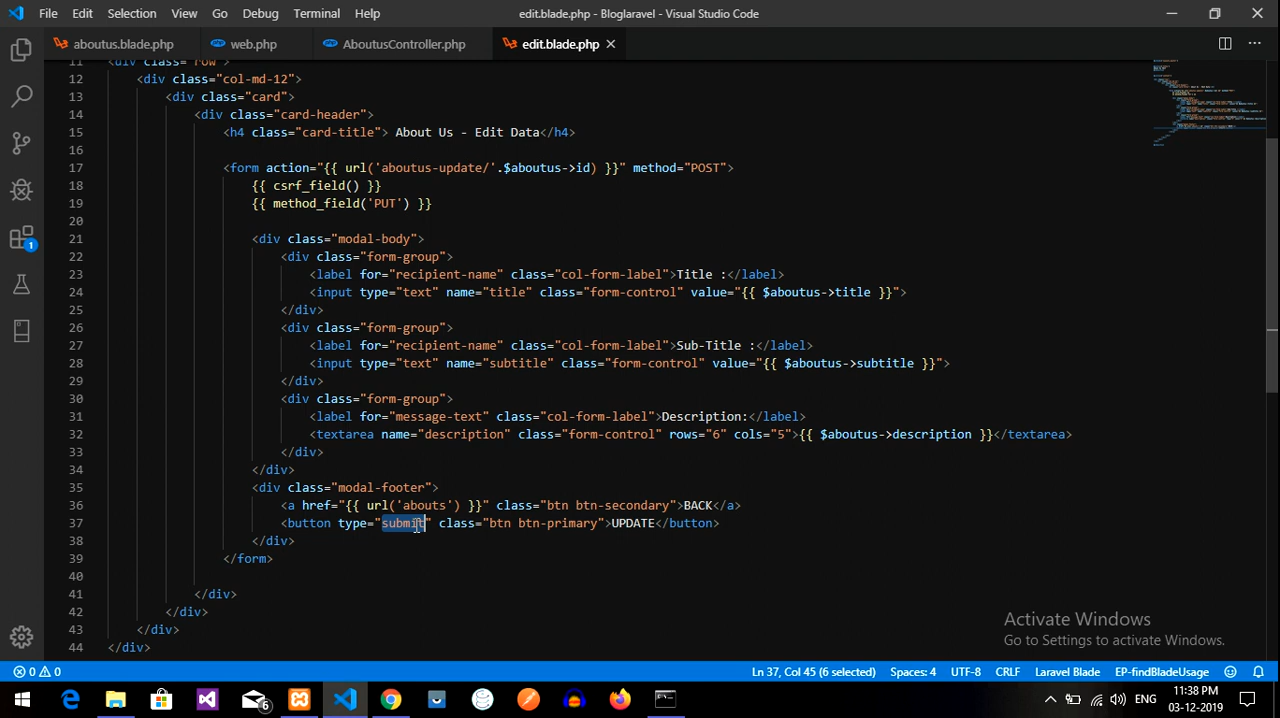 File Edit Selection View Go Debug Terminal Help edit.blade.php - Bloglaravel - Visual Studio Code
aboutus.blade.php web.php AboutusController.php edit.blade.php
11 <div class="row">
12 <div class="col-md-12">
13 <div class="card">
14 <div class="card-header">
15 <h4 class="card-title"> About Us - Edit Data</h4>
16
17 <form action="{{ url('aboutus-update/'.$aboutus->id) }}" method="POST">
18 {{ csrf_field() }}
19 {{ method_field('PUT') }}
20
21 <div class="modal-body">
22 <div class="form-group">
23 <label for="recipient-name" class="col-form-label">Title :</label>
24 <input type="text" name="title" class="form-control" value="{{ $aboutus->title }}">
25 </div>
26 <div class="form-group">
27 <label for="recipient-name" class="col-form-label">Sub-Title :</label>
28 <input type="text" name="subtitle" class="form-control" value="{{ $aboutus->subtitle }}">
29 </div>
30 <div class="form-group">
31 <label for="message-text" class="col-form-label">Description:</label>
32 <textarea name="description" class="form-control" rows="6" cols="5">{{ $aboutus->description }}</textarea>
33 </div>
34 </div>
35 <div class="modal-footer">
36 <a href="{{ url('abouts') }}" class="btn btn-secondary">BACK</a>
37 <button type="submit" class="btn btn-primary">UPDATE</button>
38 </div>
39 </form>
40
41 </div>
42 </div>
43 </div>
44 </div>
1
Activate Windows
Go to Settings to activate Windows.
0 0 Ln 37, Col 45 (6 selected) Spaces: 4 UTF-8 CRLF Laravel Blade EP-findBladeUsage
6 ENG 11:38 PM
03-12-2019